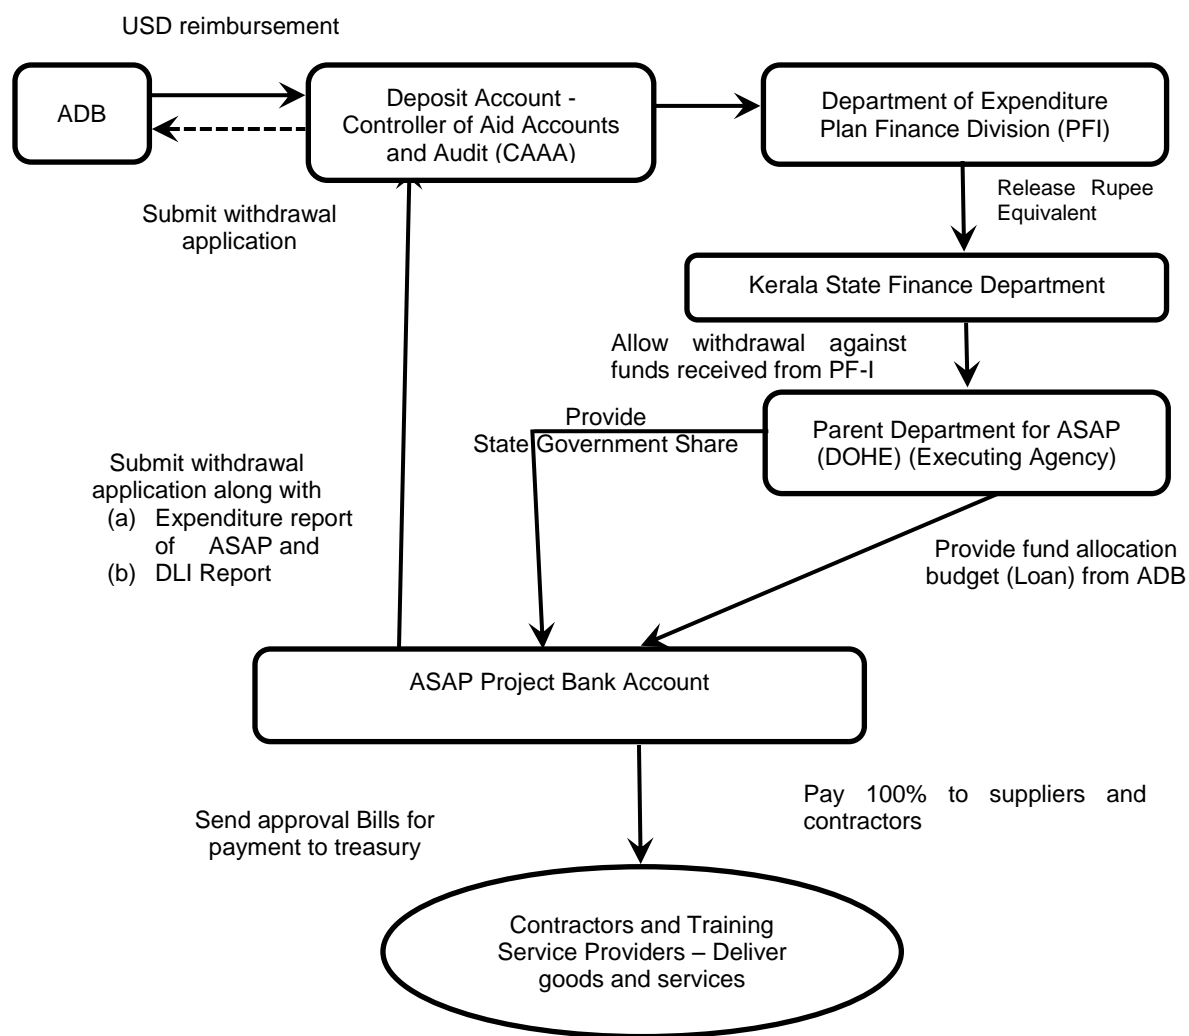 USD reimbursement
ADB
Deposit Account -
Controller of Aid Accounts
and Audit (CAAA)
Department of Expenditure
Plan Finance Division (PFI)
Submit withdrawal
application
Release Rupee
Equivalent
Kerala State Finance Department
Allow withdrawal against
funds received from PF-I
Provide
State Government Share
Parent Department for ASAP
(DOHE) (Executing Agency)
Submit withdrawal
application along with
(a) Expenditure report
of ASAP and
(b) DLI Report
Provide fund allocation
budget (Loan) from ADB
ASAP Project Bank Account
Send approval Bills for
payment to treasury
Pay 100% to suppliers and
contractors
Contractors and Training
Service Providers – Deliver
goods and services